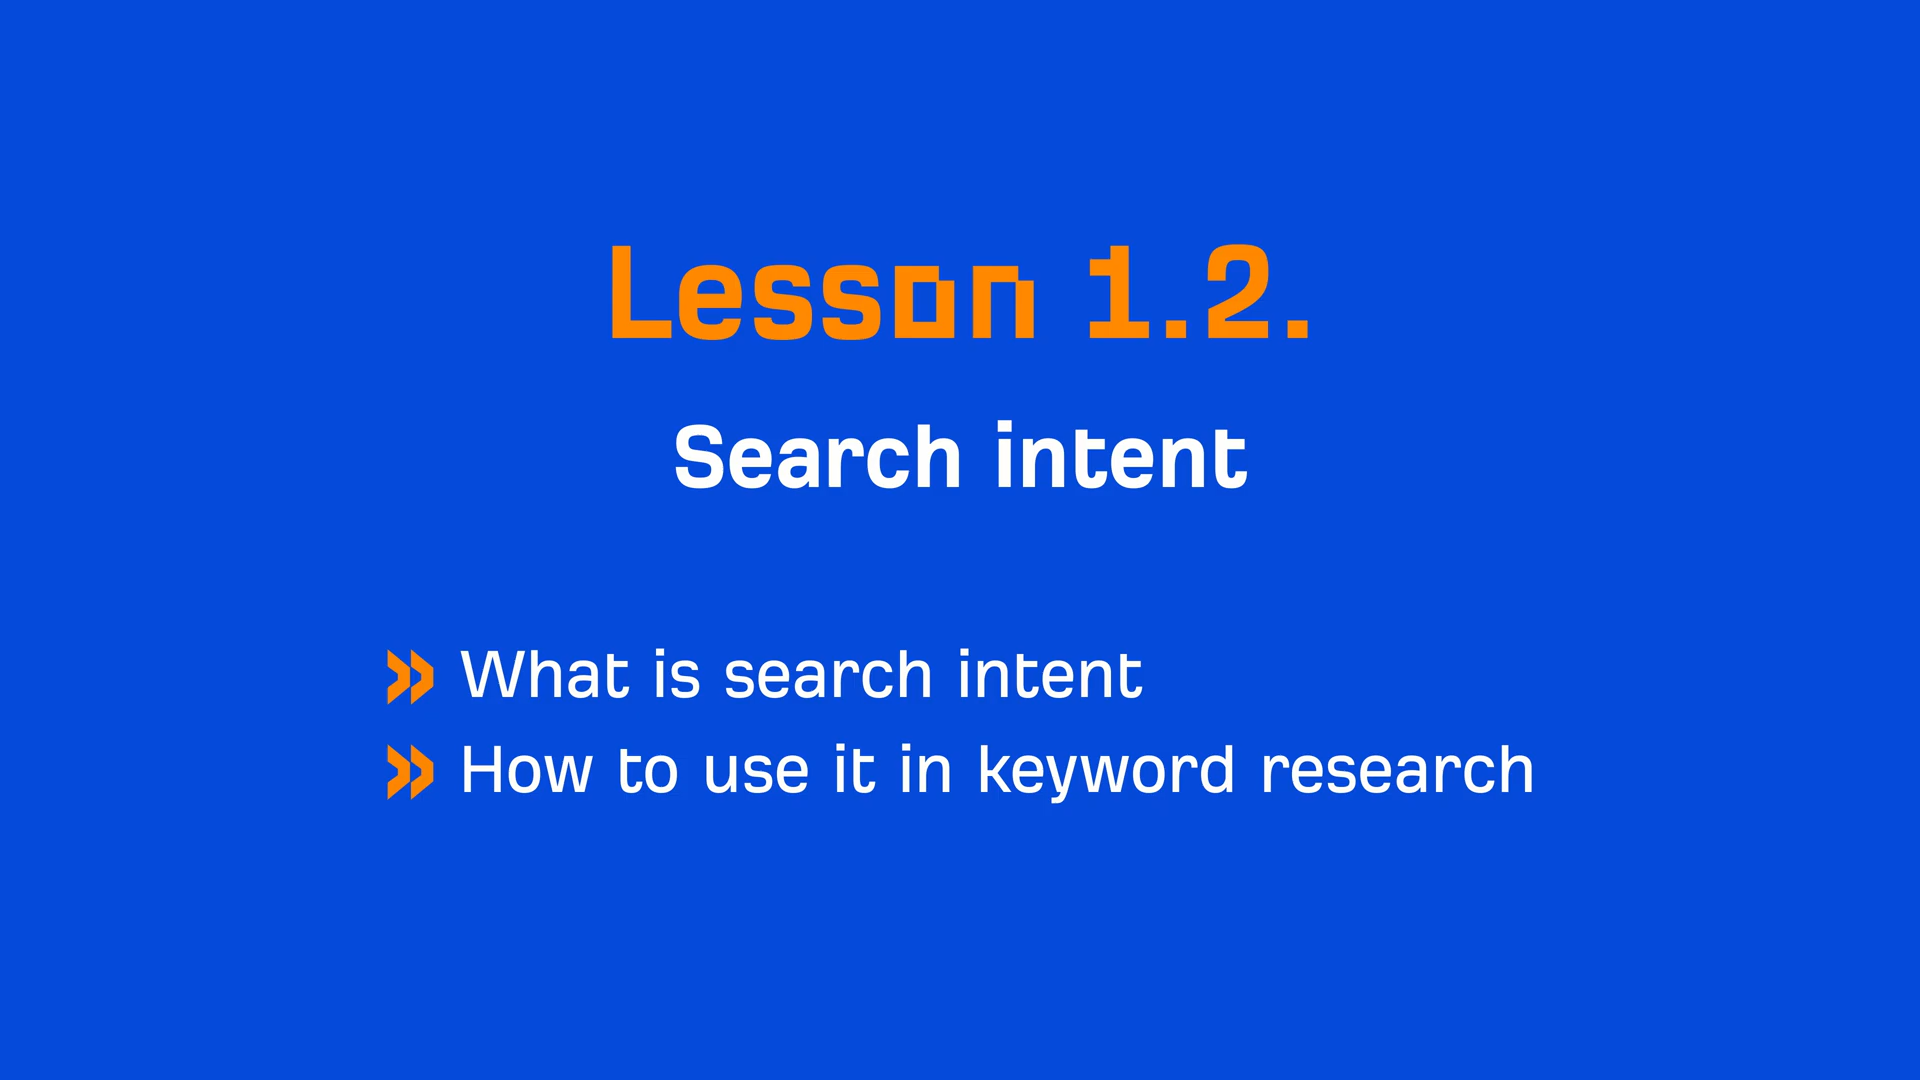 Lesson 1.2.
Search intent
» What is search intent
» How to use it in keyword research